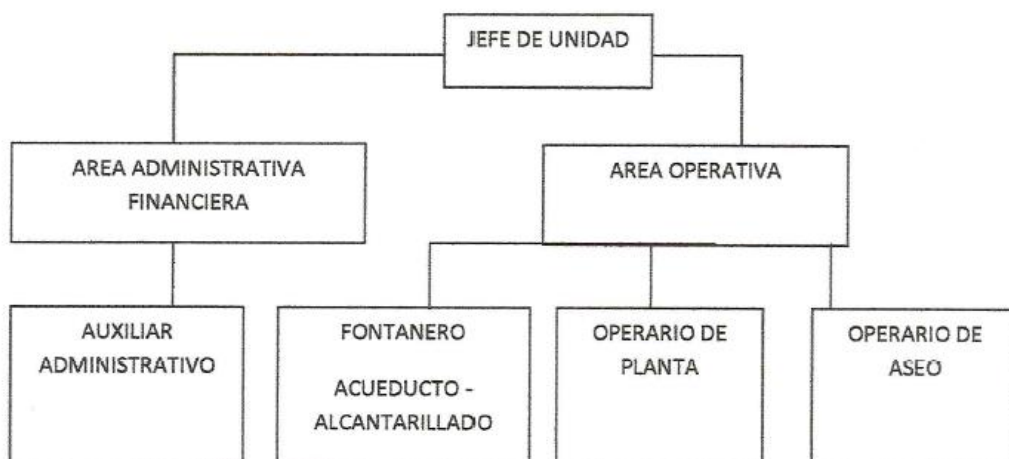 JEFE DE UNIDAD
AREA ADMINISTRATIVA
FINANCIERA
AREA OPERATIVA
AUXILIAR
ADMINISTRATIVO
FONTANERO
ACUEDUCTO -
ALCANTARILLADO
OPERARIO DE
PLANTA
OPERARIO DE
ASEO